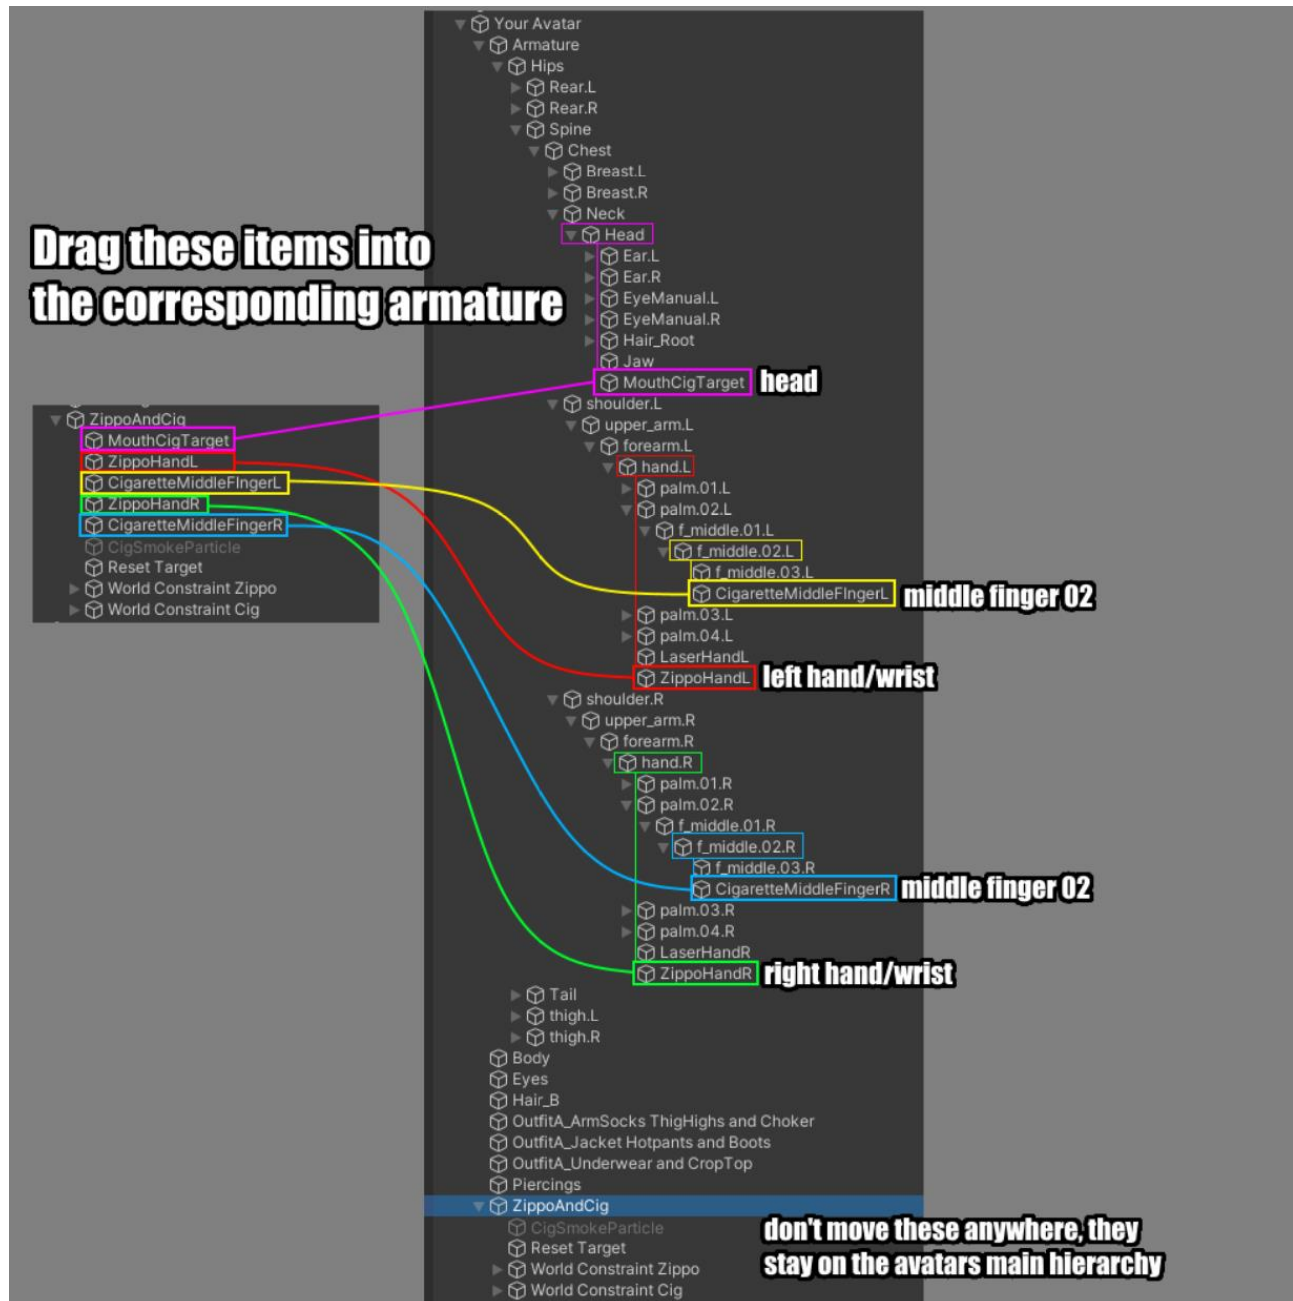 Your Avatar
Armature
Hips
Rear.L
Rear.R
Spine
Chest
Breast.L
Breast.R
Neck
Head
Ear.L
Ear.R
EyeManual.L
EyeManual.R
Hair_Root
Jaw
MouthCigTarget
head
shoulder.L
upper_arm.L
forearm.L
hand.L
palm.01.L
palm.02.L
f_middle.01.L
f_middle.02.L
f_middle.03.L
CigaretteMiddleFIngerL
middle finger 02
palm.03.L
palm.04.L
LaserHandL
ZippoHandL
left hand/wrist
shoulder.R
upper_arm.R
forearm.R
hand.R
palm.01.R
palm.02.R
f_middle.01.R
f_middle.02.R
f_middle.03.R
CigaretteMiddleFingerR
middle finger 02
palm.03.R
palm.04.R
LaserHandR
ZippoHandR
right hand/wrist
Tail
thigh.L
thigh.R
Body
Eyes
Hair_B
OutfitA_ArmSocks ThigHighs and Choker
OutfitA_Jacket Hotpants and Boots
OutfitA_Underwear and CropTop
Piercings
ZippoAndCig
CigSmokeParticle
Reset Target
World Constraint Zippo
World Constraint Cig
don't move these anywhere, they
stay on the avatars main hierarchy
Drag these items into
the corresponding armature
ZippoAndCig
MouthCigTarget
ZippoHandL
CigaretteMiddleFIngerL
ZippoHandR
CigaretteMiddleFingerR
CigSmokeParticle
Reset Target
World Constraint Zippo
World Constraint Cig